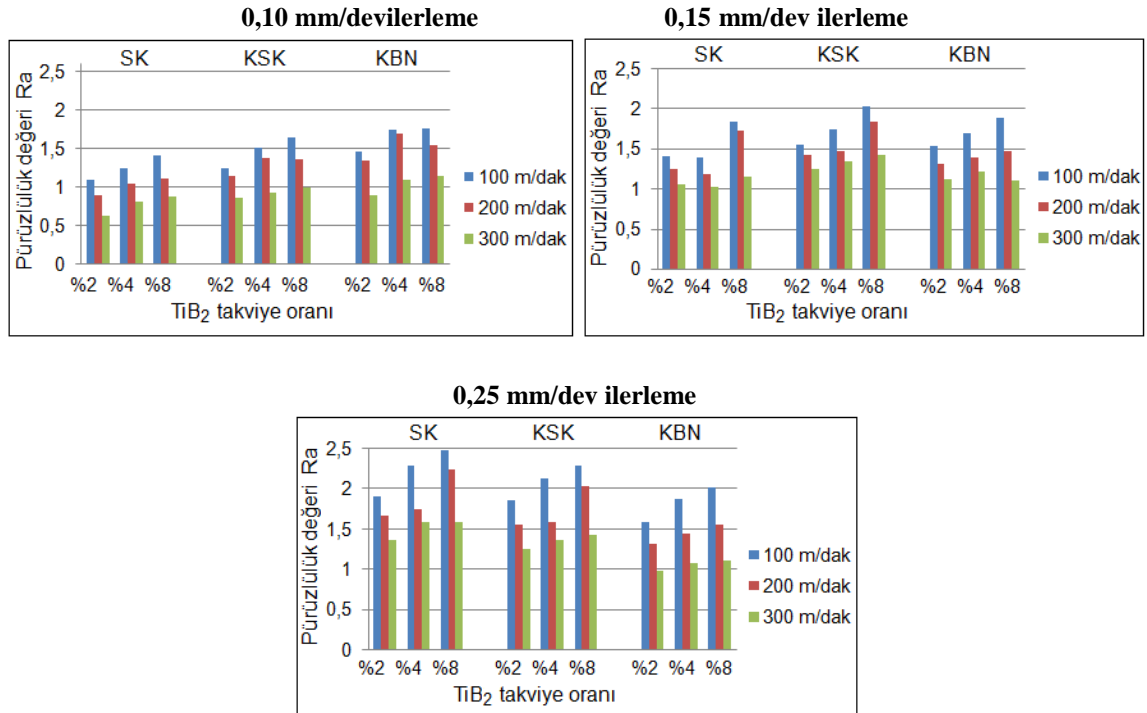 0,10 mm/devilerleme
SK KSK KBN
Pürüzlülük değeri Ra
2,5
2
1,5
1
0,5
0
%2 %4 %8 %2 %4 %8 %2 %4 %8
TiB2 takviye oranı
100 m/dak
200 m/dak
300 m/dak
0,15 mm/dev ilerleme
SK KSK KBN
Pürüzlülük değeri Ra
2,5
2
1,5
1
0,5
0
%2 %4 %8 %2 %4 %8 %2 %4 %8
TiB2 takviye oranı
100 m/dak
200 m/dak
300 m/dak
0,25 mm/dev ilerleme
SK KSK KBN
Pürüzlülük değeri Ra
2,5
2
1,5
1
0,5
0
%2 %4 %8 %2 %4 %8 %2 %4 %8
TiB2 takviye oranı
100 m/dak
200 m/dak
300 m/dak